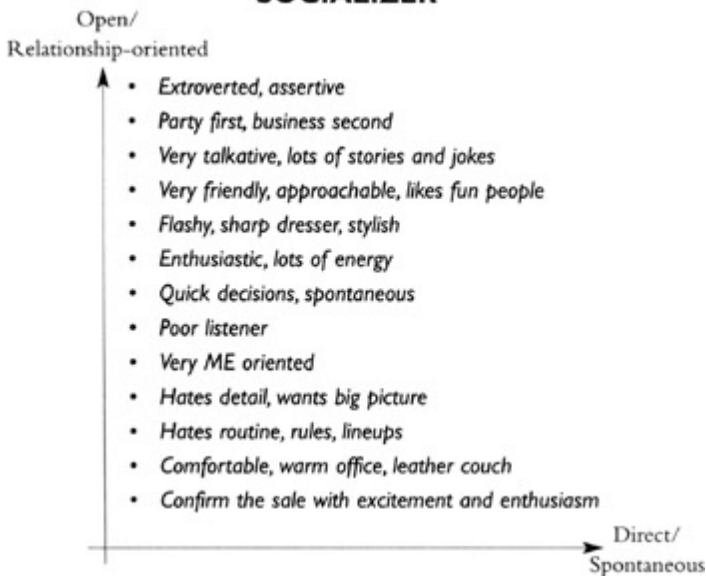 Open/
Relationship-oriented
• Extroverted, assertive
• Party first, business second
• Very talkative, lots of stories and jokes
• Very friendly, approachable, likes fun people
• Flashy, sharp dresser, stylish
• Enthusiastic, lots of energy
• Quick decisions, spontaneous
• Poor listener
• Very ME oriented
• Hates detail, wants big picture
• Hates routine, rules, lineups
• Comfortable, warm office, leather couch
• Confirm the sale with excitement and enthusiasm
Direct/
Spontaneous